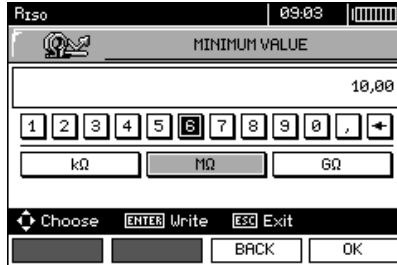 RISO 09:03
MINIMUM VALUE
10,00
1 2 3 4 5 6 7 8 9 0 , ←
kΩ MΩ GΩ
Choose ENTER Write ESC Exit
BACK OK